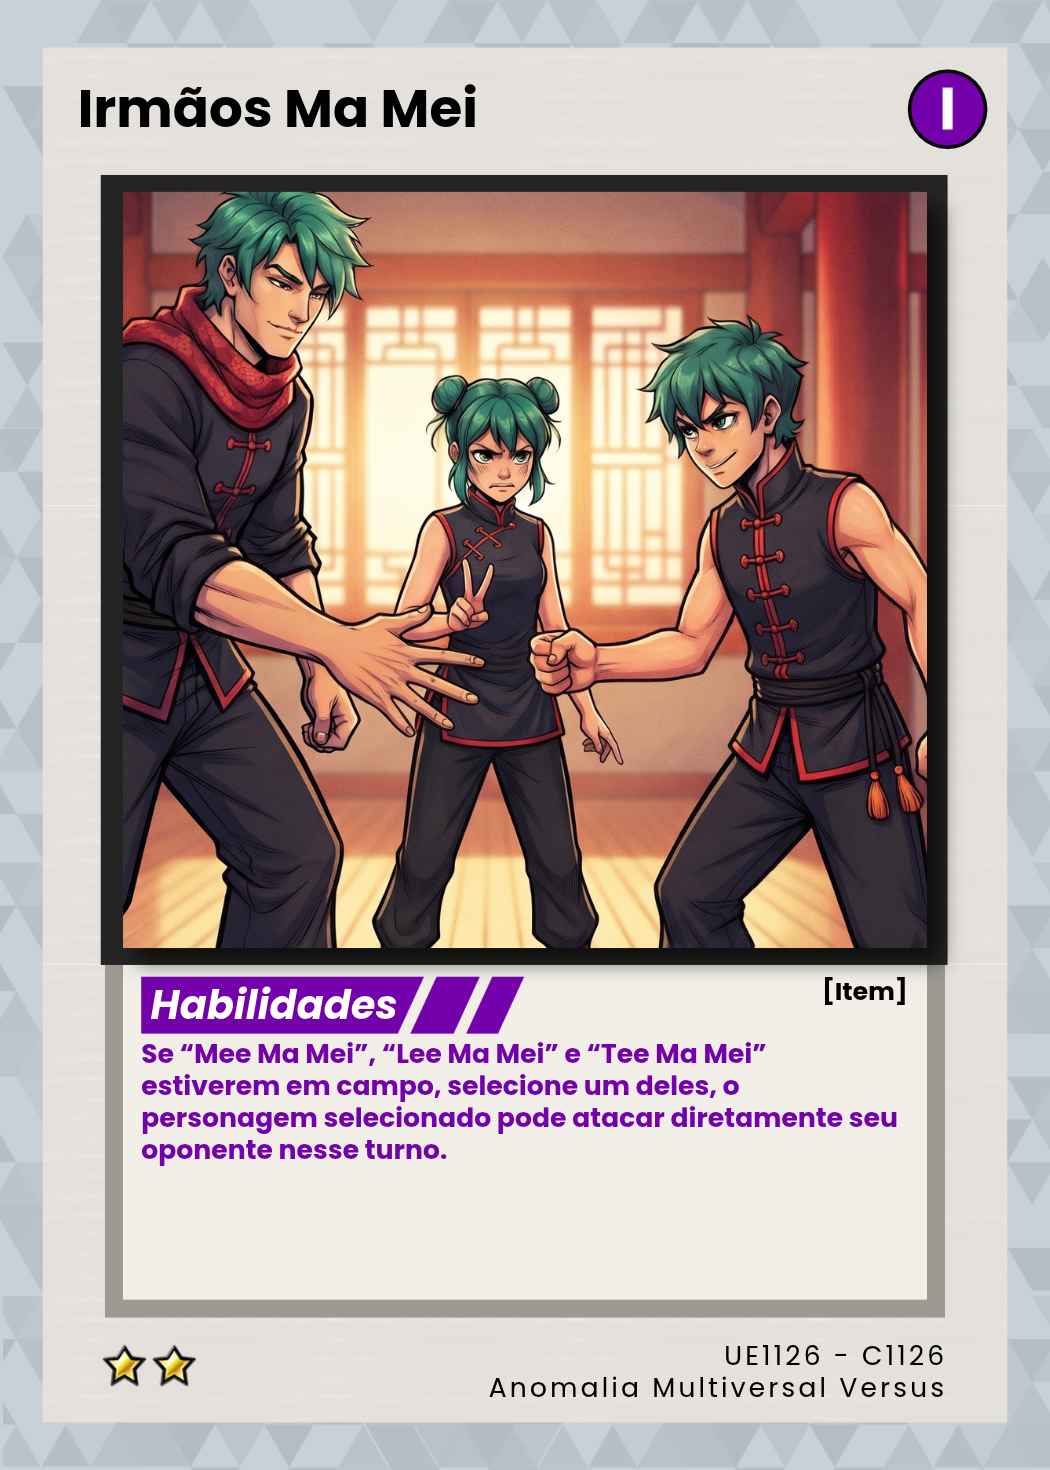 Irmãos Ma Mei
I
Habilidades
[Item]
Se “Mee Ma Mei”, “Lee Ma Mei” e “Tee Ma Mei”
estiverem em campo, selecione um deles, o
personagem selecionado pode atacar diretamente seu
oponente nesse turno.
UE1126 - C1126
Anomalia Multiversal Versus